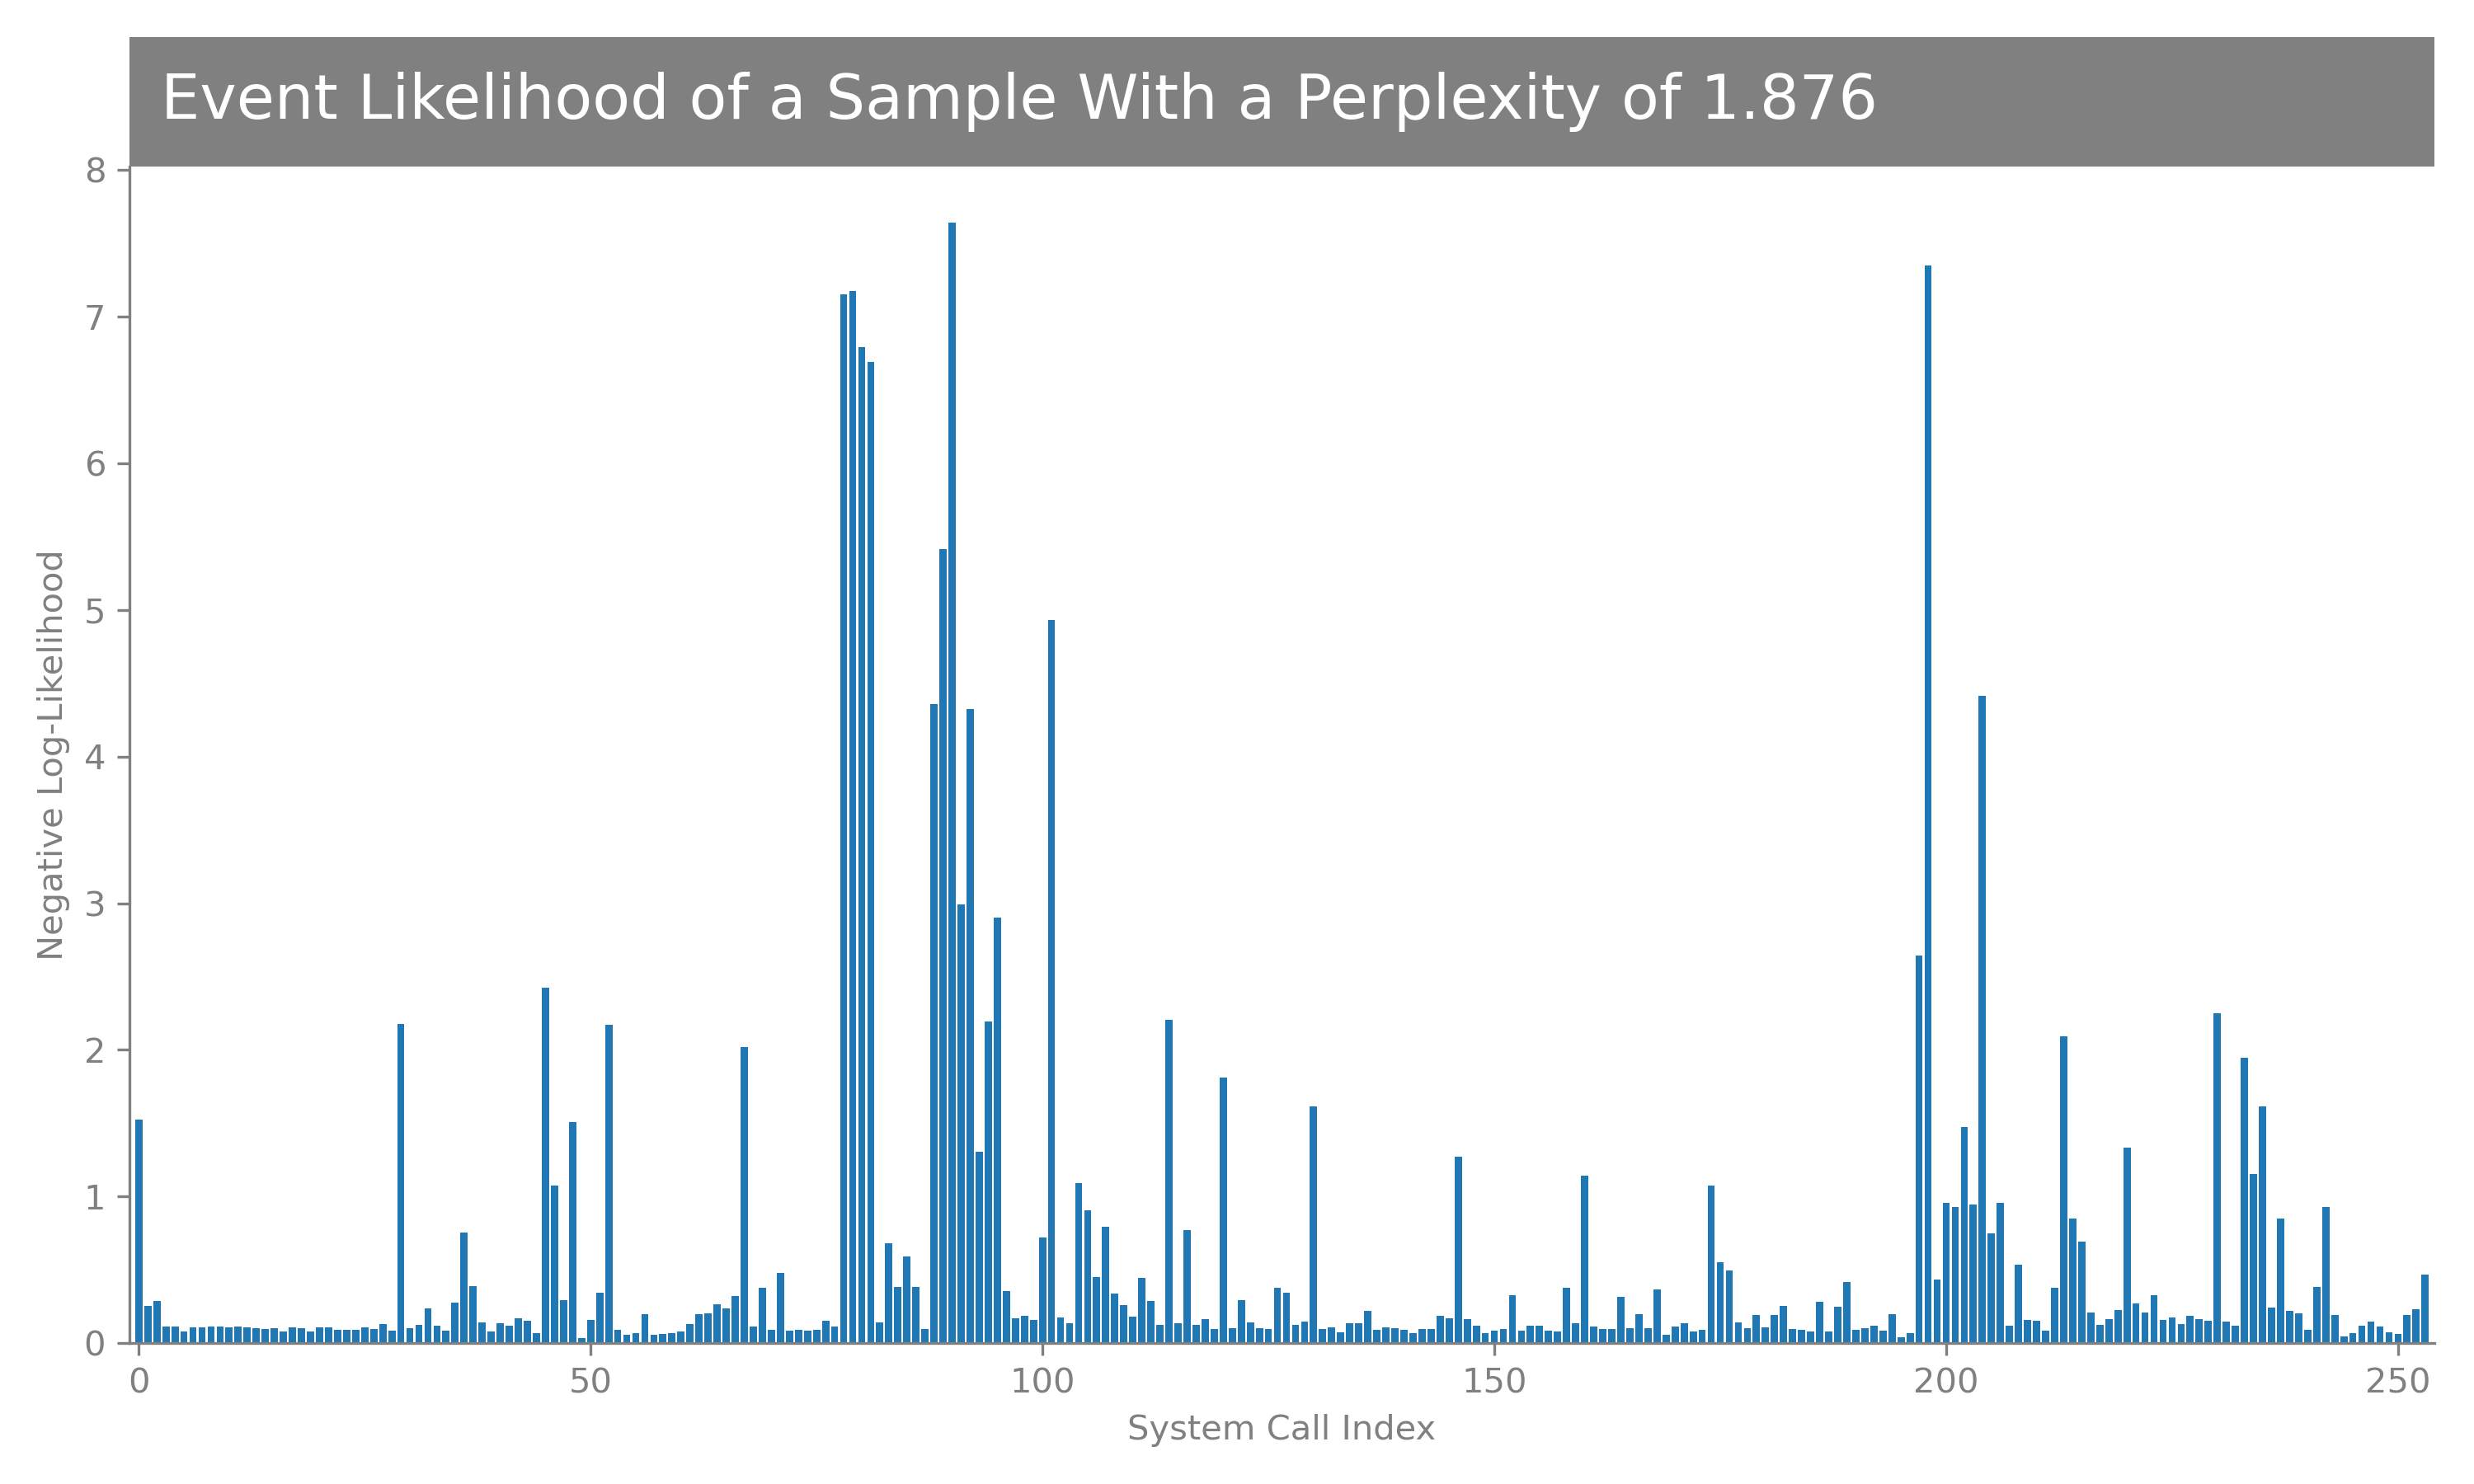 Event Likelihood of a Sample With a Perplexity of 1.876
8
7
6
5
4
3
2
1
0
Negative Log-Likelihood
0 50 100 150 200 250
System Call Index